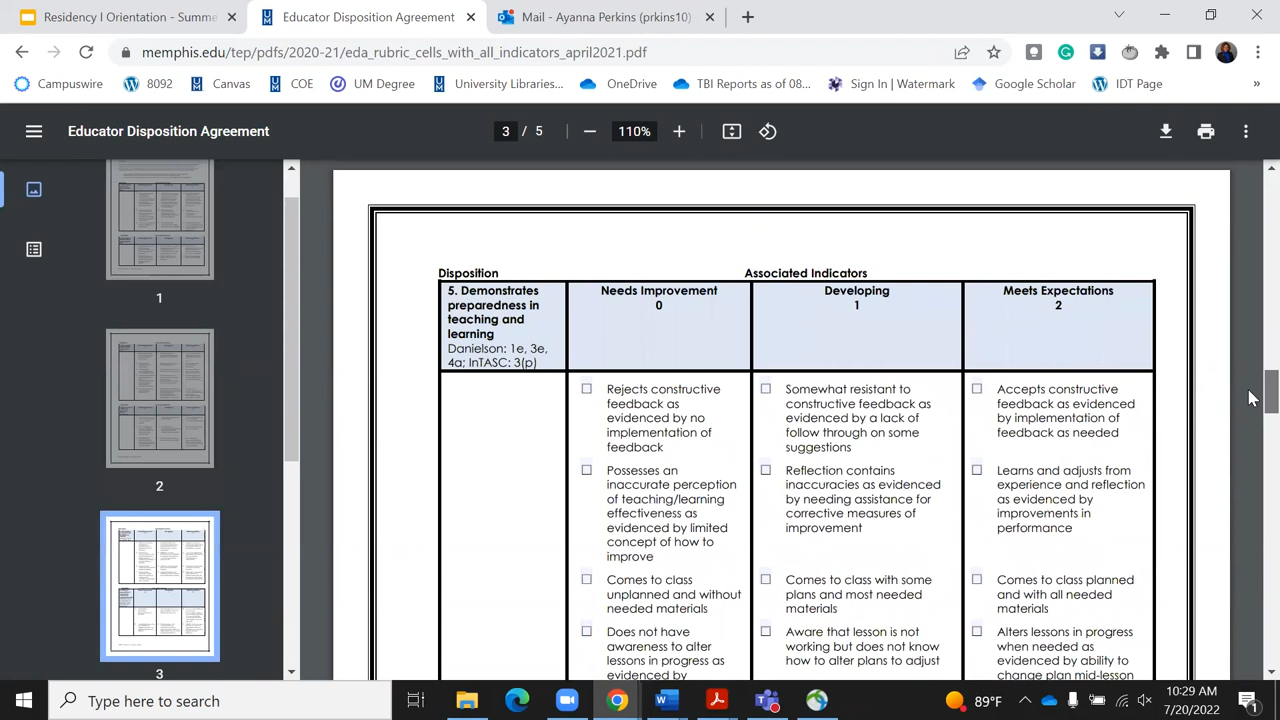 Residency I Orientation - Summe
Educator Disposition Agreement
Mail - Ayanna Perkins (prkins10)
memphis.edu/tep/pdfs/2020-21/eda_rubric_cells_with_all_indicators_april2021.pdf
Campuswire
8092
Canvas
COE
UM Degree
University Libraries...
OneDrive
TBI Reports as of 08...
Sign In | Watermark
Google Scholar
IDT Page
»
Educator Disposition Agreement
3 / 5
110%
1
2
3
Disposition
Associated Indicators
5. Demonstrates
preparedness in
teaching and
learning
Danielson: 1e, 3e,
4a; InTASC: 3(p)
Needs Improvement
0
Developing
1
Meets Expectations
2
Rejects constructive
feedback as
evidenced by no
implementation of
feedback
Somewhat resistant to
constructive feedback as
evidenced by a lack of
follow through on some
suggestions
Accepts constructive
feedback as evidenced
by implementation of
feedback as needed
Possesses an
inaccurate perception
of teaching/learning
effectiveness as
evidenced by limited
concept of how to
improve
Reflection contains
inaccuracies as evidenced
by needing assistance for
corrective measures of
improvement
Learns and adjusts from
experience and reflection
as evidenced by
improvements in
performance
Comes to class
unplanned and without
needed materials
Comes to class with some
plans and most needed
materials
Comes to class planned
and with all needed
materials
Does not have
awareness to alter
lessons in progress as
evidenced by
Aware that lesson is not
working but does not know
how to alter plans to adjust
Alters lessons in progress
when needed as
evidenced by ability to
change plan mid-lesson
Type here to search
89°F
10:29 AM
7/20/2022
1